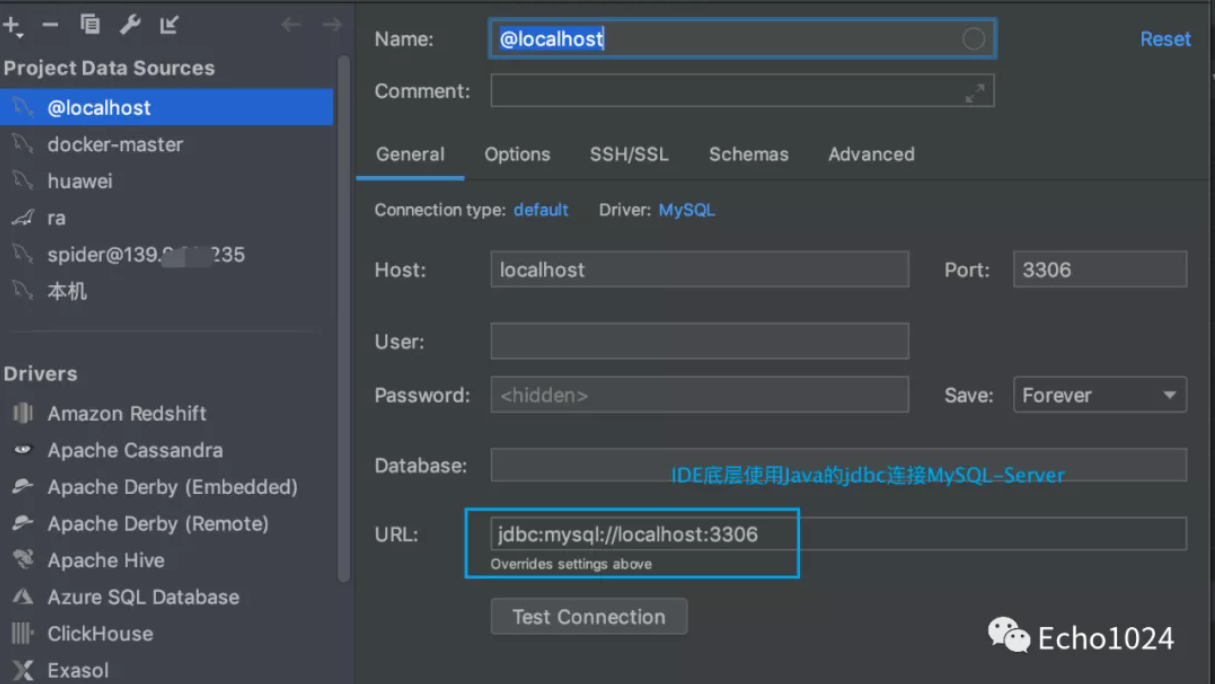 Project Data Sources
@localhost
docker-master
huawei
ra
spider@139. 235
本机
Drivers
Amazon Redshift
Apache Cassandra
Apache Derby (Embedded)
Apache Derby (Remote)
Apache Hive
Azure SQL Database
ClickHouse
Exasol
Name: @localhost Reset
Comment:
General Options SSH/SSL Schemas Advanced
Connection type: default Driver: MySQL
Host: localhost Port: 3306
User:
Password: <hidden> Save: Forever
Database:
IDE底层使用Java的jdbc连接MySQL-Server
URL: jdbc:mysql://localhost:3306
Overrides settings above
Test Connection
Echo1024